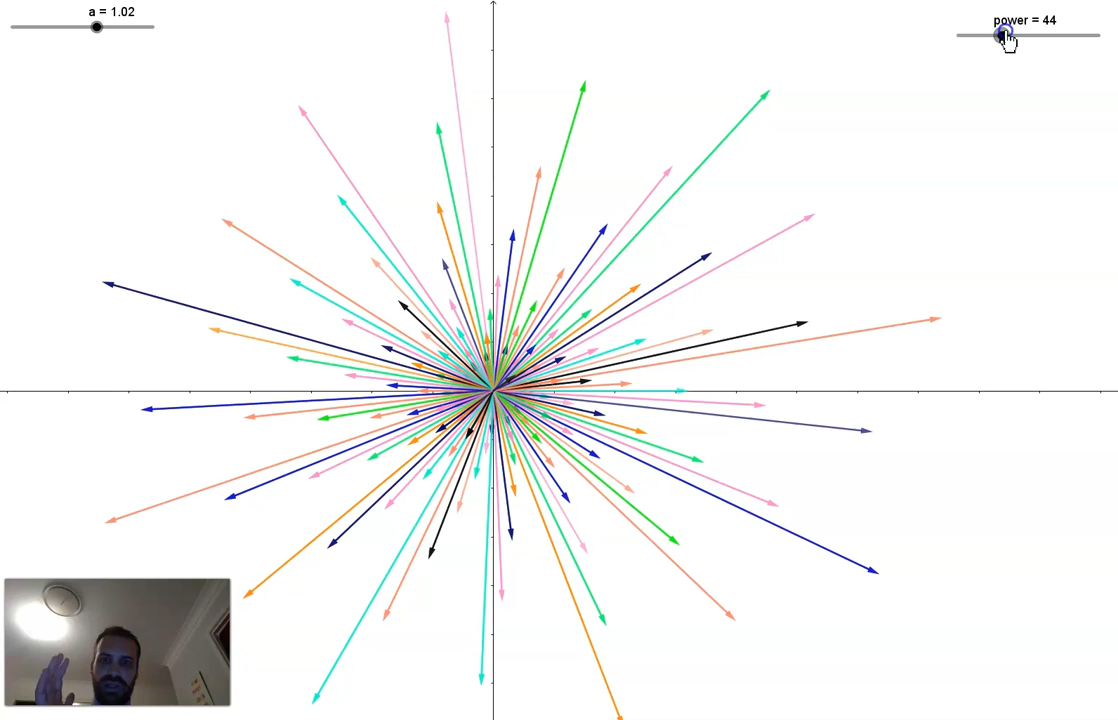 a = 1.02
power = 44